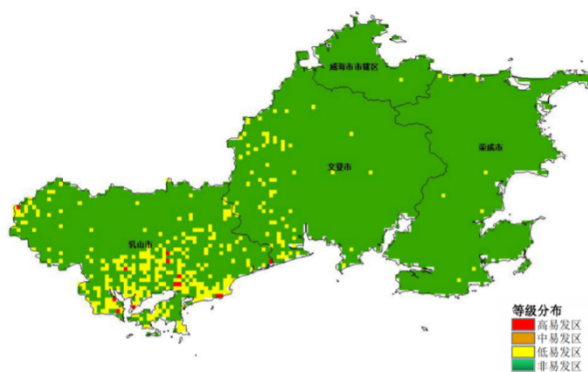 威海市市辖区
荣成市
文登市
乳山市
等级分布
高易发区
中易发区
低易发区
非易发区